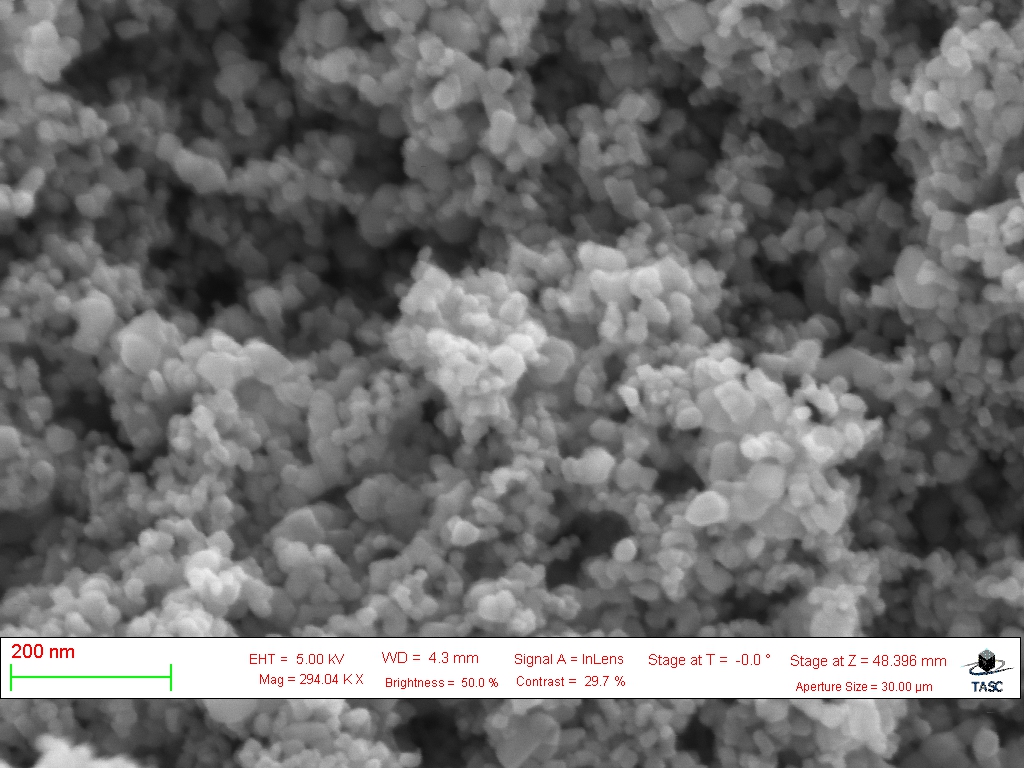 200 nm
EHT = 5.00 kV WD = 4.3 mm Signal A = InLens Stage at T = -0.0 ° Stage at Z = 48.396 mm
Mag = 294.04 K X Brightness = 50.0 % Contrast = 29.7 % Aperture Size = 30.00 µm
TASC